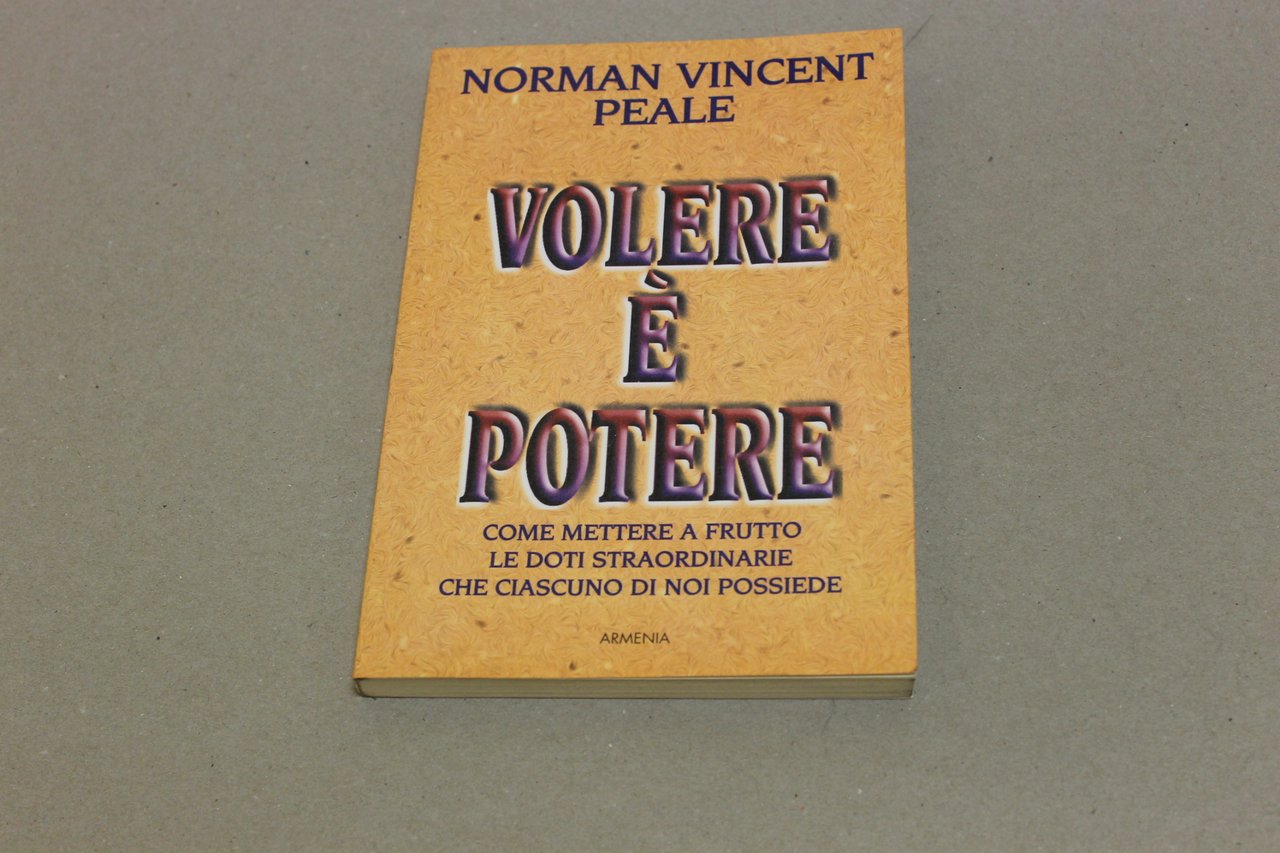 NORMAN VINCENT
PEALE
VOLERE
È
POTERE
COME METTERE A FRUTTO
LE DOTI STRAORDINARIE
CHE CIASCUNO DI NOI POSSIEDE
ARMENIA